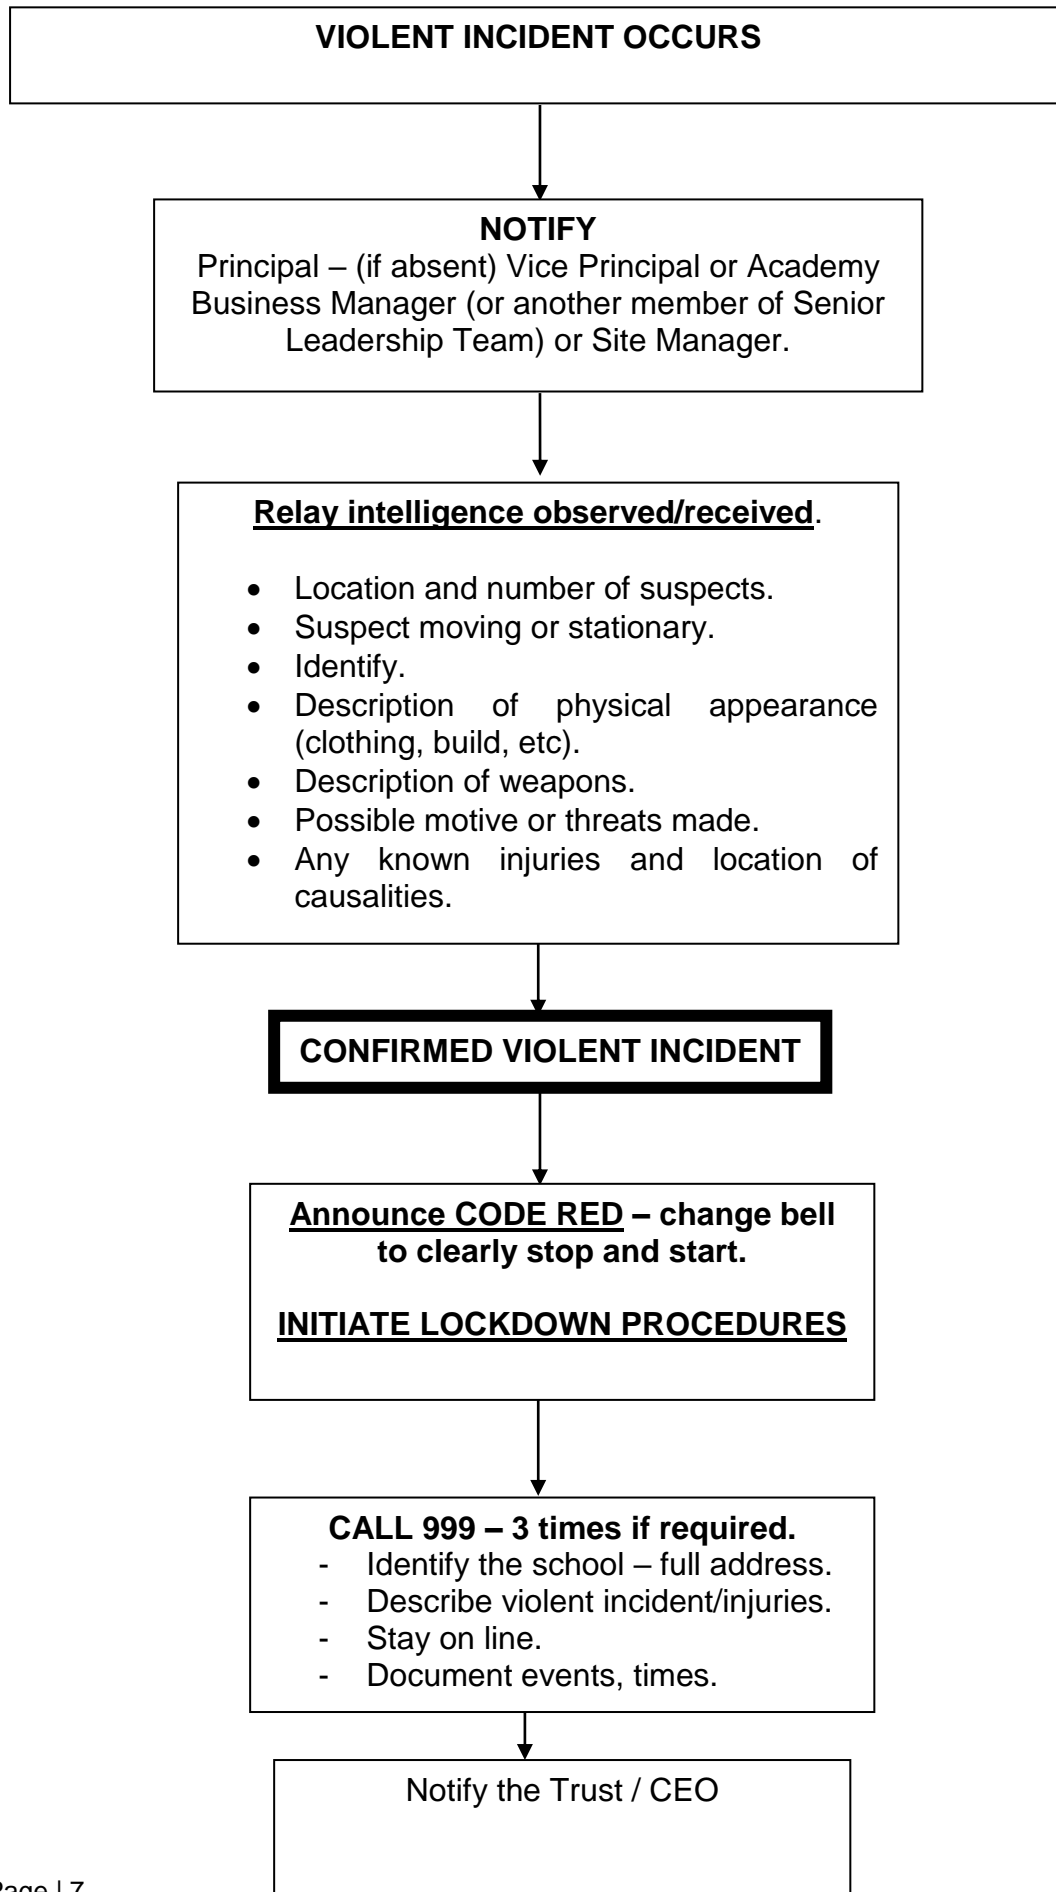 VIOLENT INCIDENT OCCURS
NOTIFY
Principal – (if absent) Vice Principal or Academy
Business Manager (or another member of Senior
Leadership Team) or Site Manager.
Relay intelligence observed/received.
• Location and number of suspects.
• Suspect moving or stationary.
• Identify.
• Description of physical appearance
(clothing, build, etc).
• Description of weapons.
• Possible motive or threats made.
• Any known injuries and location of
causalities.
CONFIRMED VIOLENT INCIDENT
Announce CODE RED – change bell
to clearly stop and start.
INITIATE LOCKDOWN PROCEDURES
CALL 999 – 3 times if required.
- Identify the school – full address.
- Describe violent incident/injuries.
- Stay on line.
- Document events, times.
Notify the Trust / CEO
Page | 7